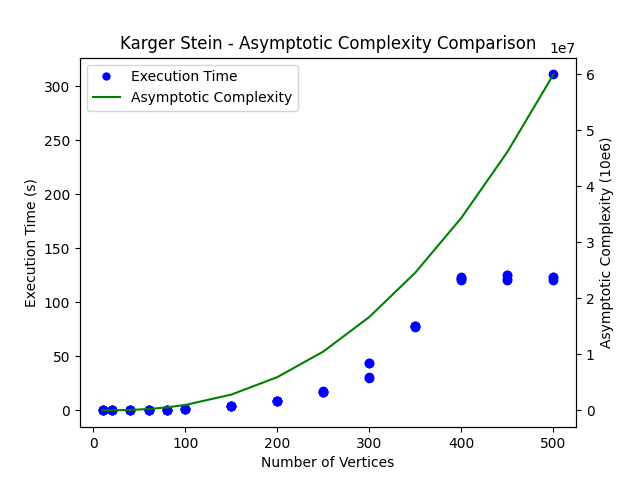 Karger Stein - Asymptotic Complexity Comparison
1e7
Execution Time
Asymptotic Complexity
300
250
200
150
100
50
0
Execution Time (s)
6
5
4
3
2
1
0
Asymptotic Complexity (10e6)
0 100 200 300 400 500
Number of Vertices